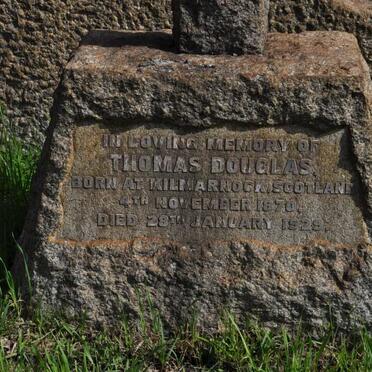 IN LOVING MEMORY OF
THOMAS DOUGLAS.
BORN AT KILMARNOCK, SCOTLAND
4TH NOVEMBER 1870.
DIED 28TH JANUARY 1929.